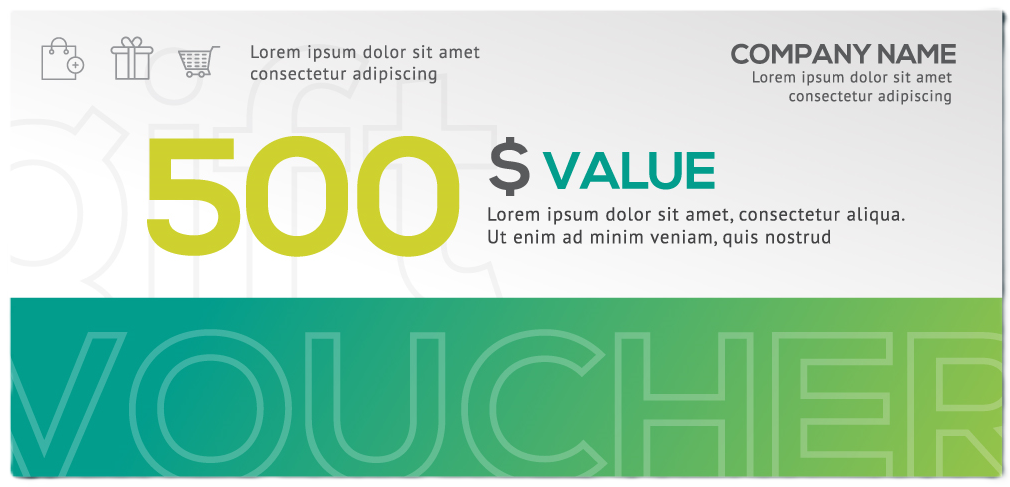 Lorem ipsum dolor sit amet
consectetur adipiscing
COMPANY NAME
Lorem ipsum dolor sit amet
consectetur adipiscing
gift
500
$ VALUE
Lorem ipsum dolor sit amet, consectetur aliqua.
Ut enim ad minim veniam, quis nostrud
VOUCHER